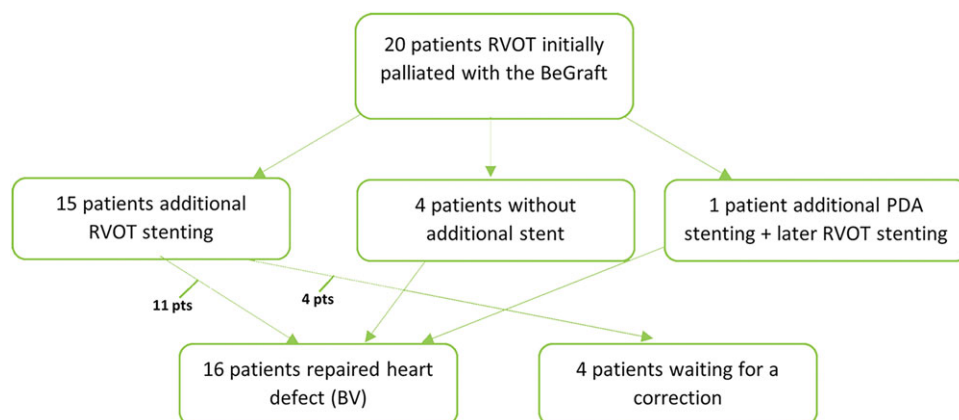 20 patients RVOT initially
palliated with the BeGraft
15 patients additional
RVOT stenting
4 patients without
additional stent
1 patient additional PDA
stenting + later RVOT stenting
11 pts
4 pts
16 patients repaired heart
defect (BV)
4 patients waiting for a
correction